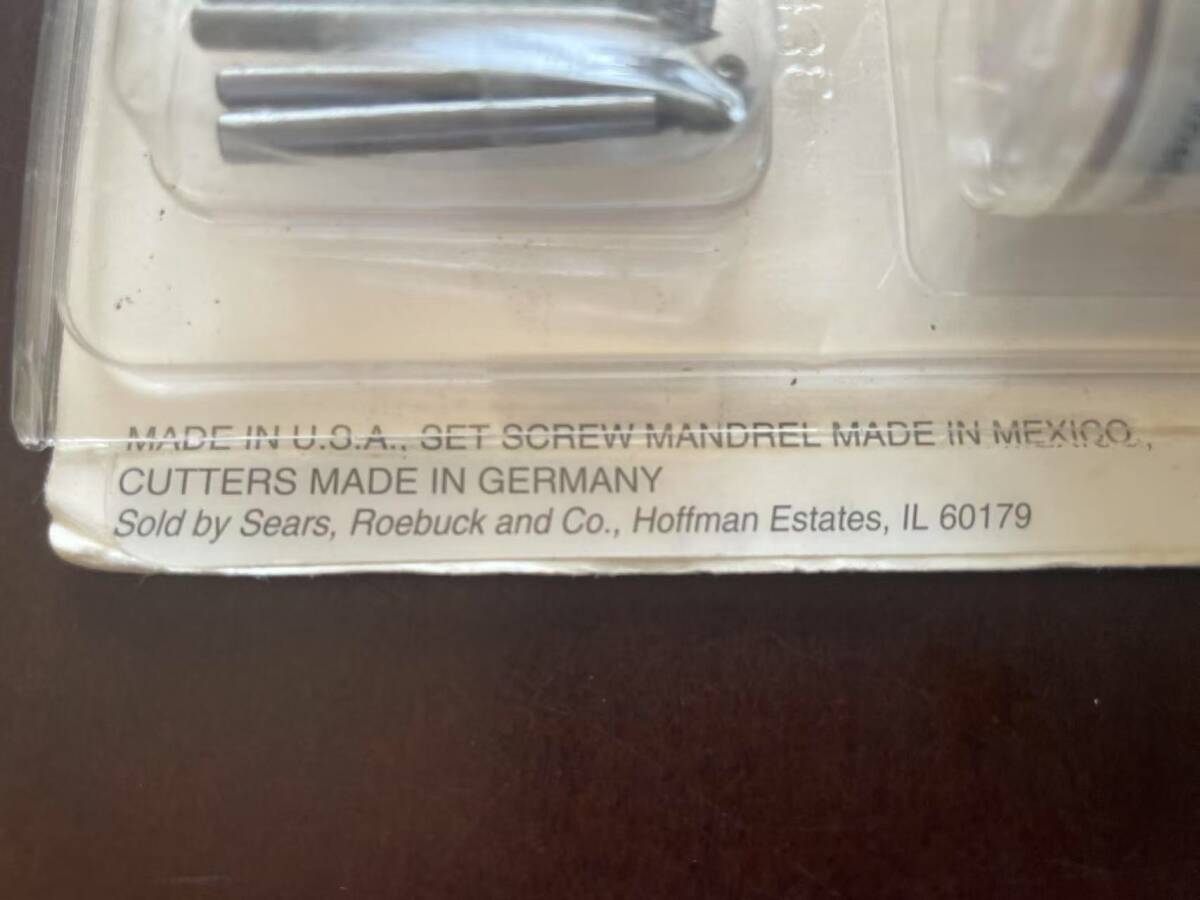 MADE IN U.S.A., SET SCREW MANDREL MADE IN MEXICO,
CUTTERS MADE IN GERMANY
Sold by Sears, Roebuck and Co., Hoffman Estates, IL 60179